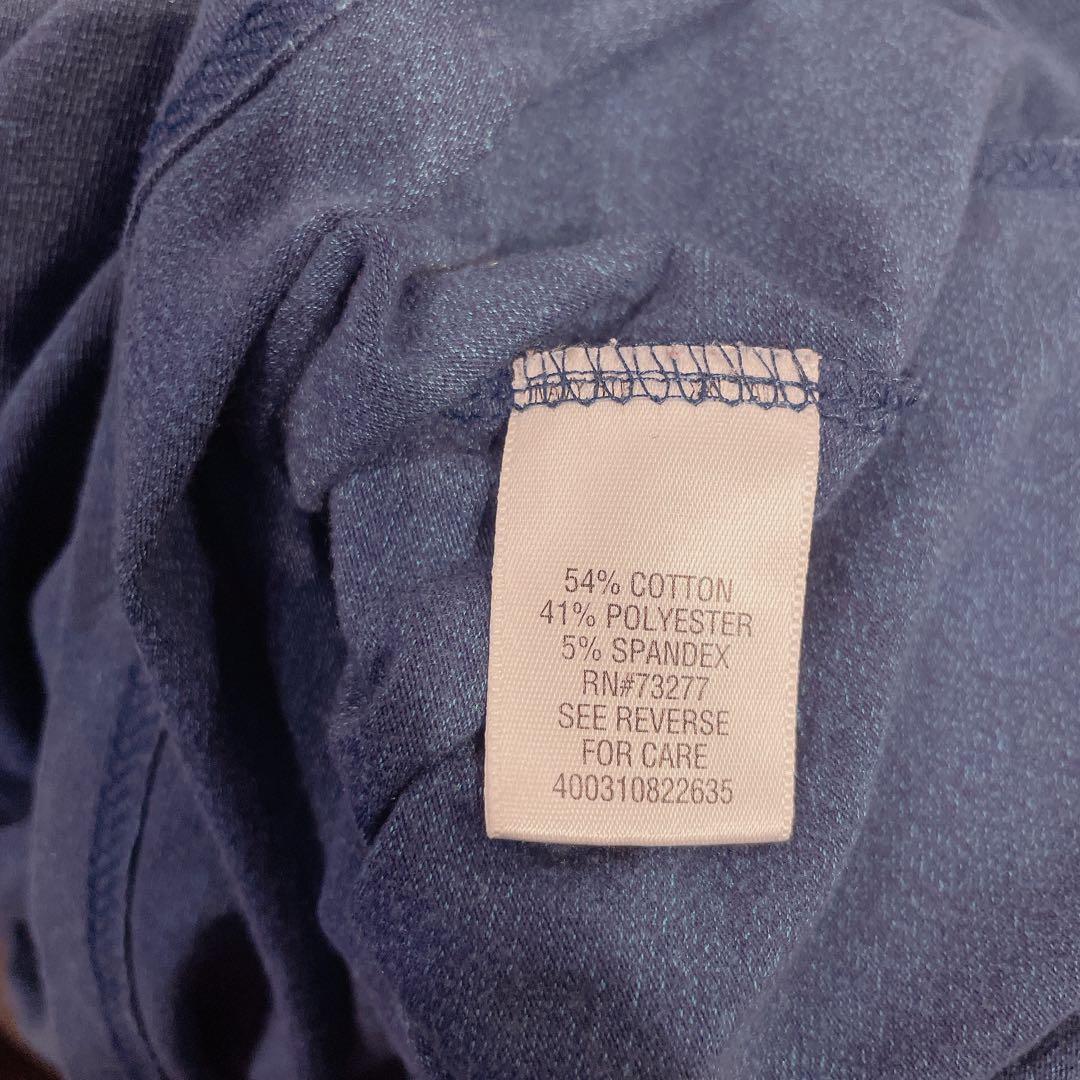 54% COTTON
41% POLYESTER
5% SPANDEX
RN#73277
SEE REVERSE
FOR CARE
400310822635